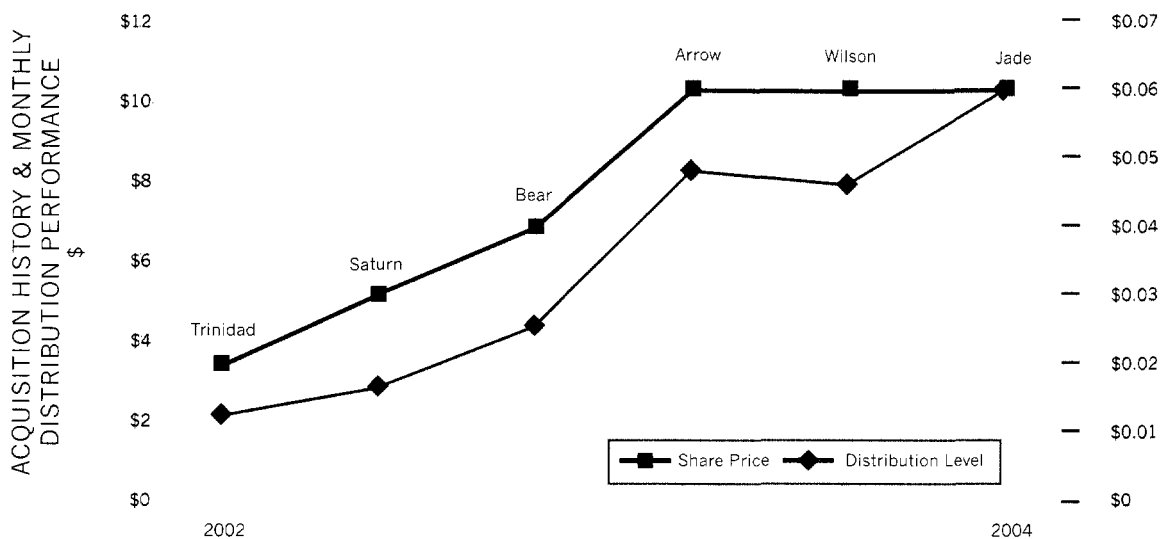 ACQUISITION HISTORY & MONTHLY
DISTRIBUTION PERFORMANCE
$
$12
$10
$8
$6
$4
$2
$0
Trinidad
Saturn
Bear
Arrow
Wilson
Jade
$0.07
$0.06
$0.05
$0.04
$0.03
$0.02
$0.01
$0
Share Price
Distribution Level
2002
2004